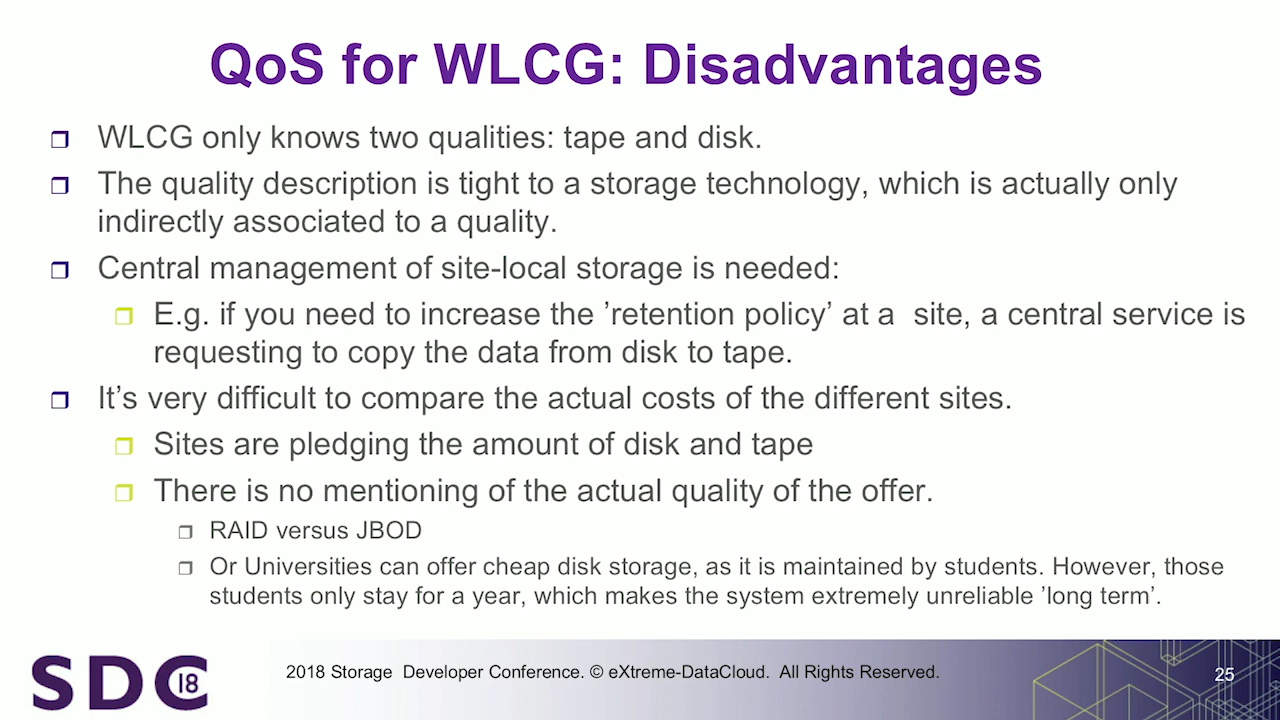 QoS for WLCG: Disadvantages
WLCG only knows two qualities: tape and disk.
The quality description is tight to a storage technology, which is actually only
indirectly associated to a quality.
Central management of site-local storage is needed:
E.g. if you need to increase the ’retention policy’ at a  site, a central service is
requesting to copy the data from disk to tape.
It’s very difficult to compare the actual costs of the different sites.
Sites are pledging the amount of disk and tape
There is no mentioning of the actual quality of the offer.
RAID versus JBOD
Or Universities can offer cheap disk storage, as it is maintained by students. However, those
students only stay for a year, which makes the system extremely unreliable ’long term’.
SDC 18
2018 Storage  Developer Conference. © eXtreme-DataCloud.  All Rights Reserved.
25